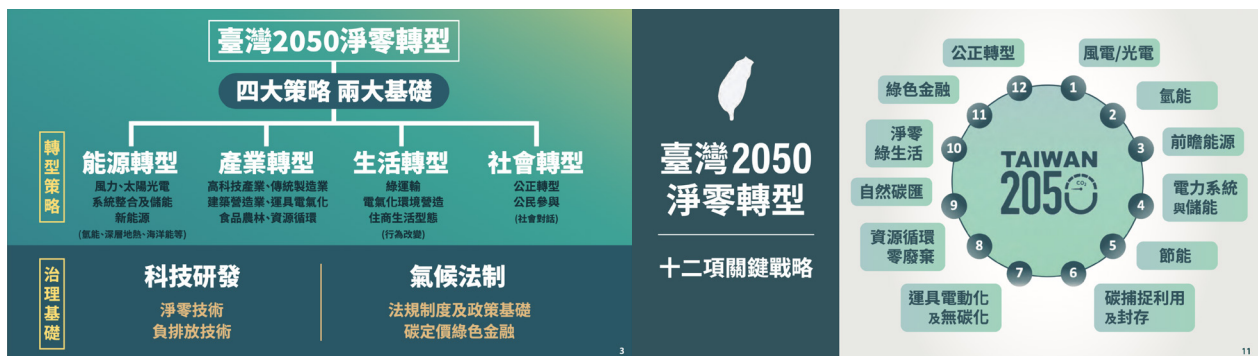 臺灣2050淨零轉型
四大策略 兩大基礎
轉型策略
能源轉型
風力、太陽光電
系統整合及儲能
新能源
(氫能、深層地熱、海洋能等)
產業轉型
高科技產業、傳統製造業
建築營造業、運具電氣化
食品農林、資源循環
生活轉型
綠運輸
電氣化環境營造
住商生活型態
(行為改變)
社會轉型
公正轉型
公民參與
(社會對話)
治理基礎
科技研發
淨零技術
負排放技術
氣候法制
法規制度及政策基礎
碳定價綠色金融
3
臺灣2050
淨零轉型
十二項關鍵戰略
TAIWAN
2050
CO₂
1
風電/光電
2
氫能
3
前瞻能源
4
電力系統
與儲能
5
節能
6
碳捕捉利用
及封存
7
運具電動化
及無碳化
8
資源循環
零廢棄
9
自然碳匯
10
淨零
綠生活
11
綠色金融
12
公正轉型
11